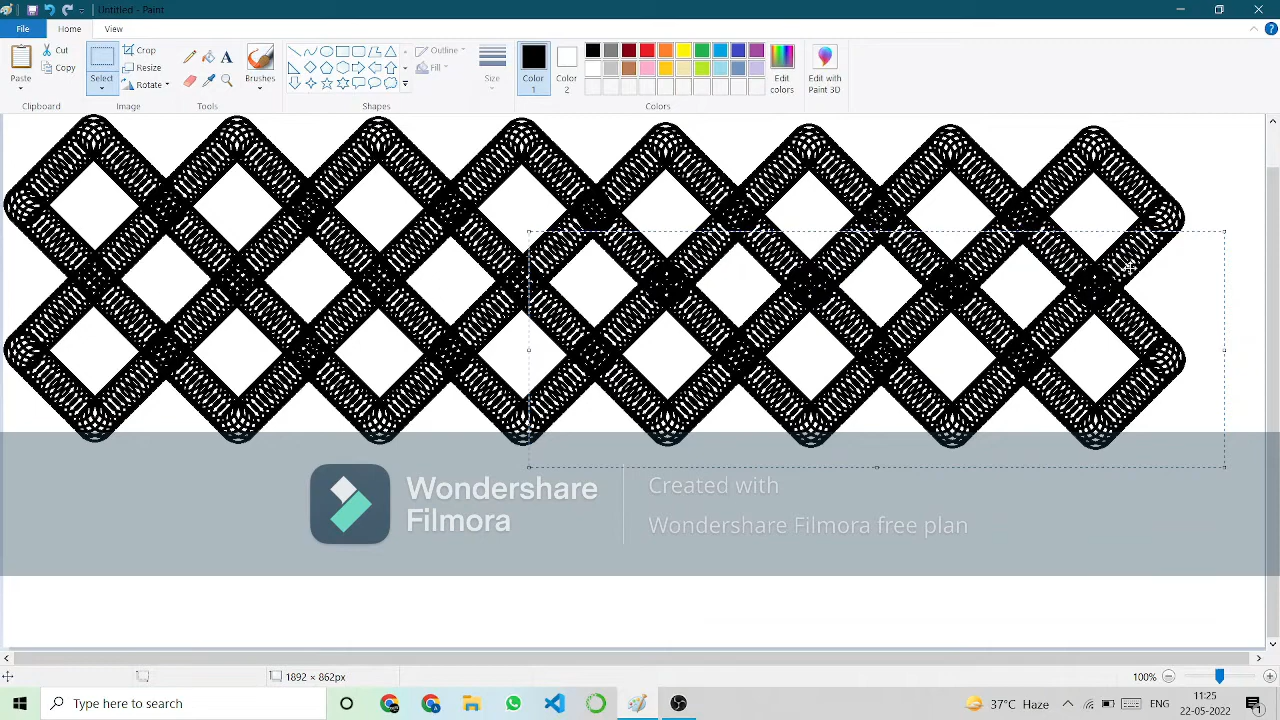 Untitled - Paint
File
Home
View
Paste
Cut
Copy
Clipboard
Select
Crop
Resize
Rotate
Image
Tools
Brushes
Shapes
Outline
Fill
Size
Color 1
Color 2
Edit colors
Edit with Paint 3D
Colors
Wondershare Filmora
Created with
Wondershare Filmora free plan
1892 × 862px
100%
Type here to search
37°C Haze
ENG
11:25
22-05-2022